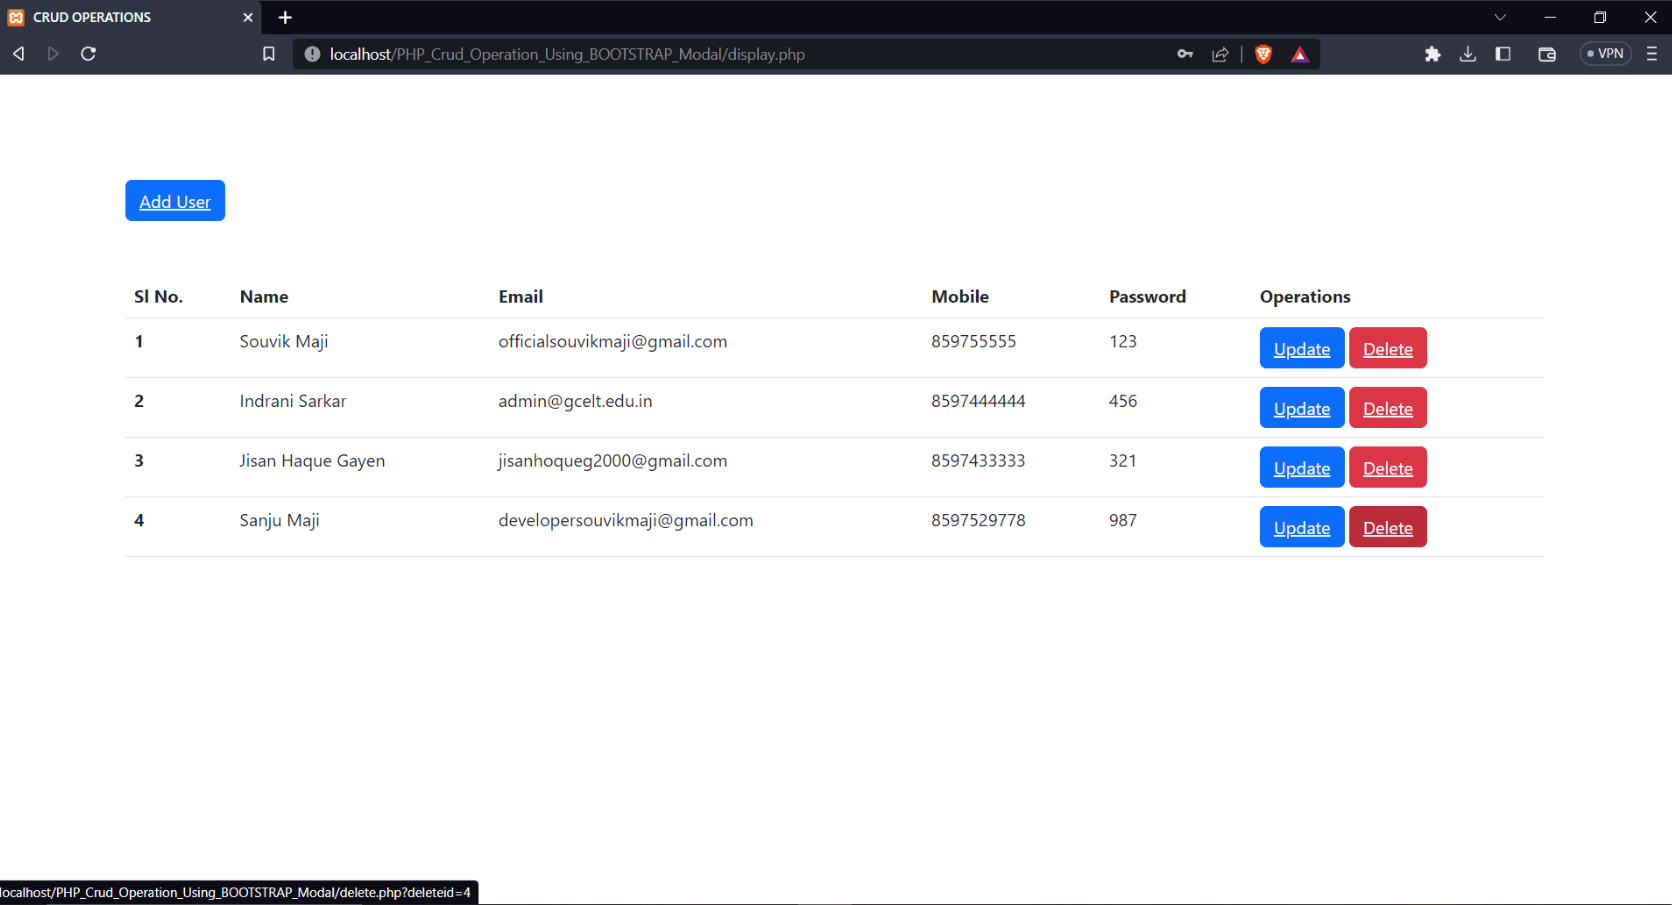 CRUD OPERATIONS
localhost/PHP_Crud_Operation_Using_BOOTSTRAP_Modal/display.php
VPN
Add User
Sl No. Name Email Mobile Password Operations
1 Souvik Maji officialsouvikmaji@gmail.com 859755555 123 Update Delete
2 Indrani Sarkar admin@gcelt.edu.in 8597444444 456 Update Delete
3 Jisan Haque Gayen jisanhoqueg2000@gmail.com 8597433333 321 Update Delete
4 Sanju Maji developersouvikmaji@gmail.com 8597529778 987 Update Delete
localhost/PHP_Crud_Operation_Using_BOOTSTRAP_Modal/delete.php?deleteid=4